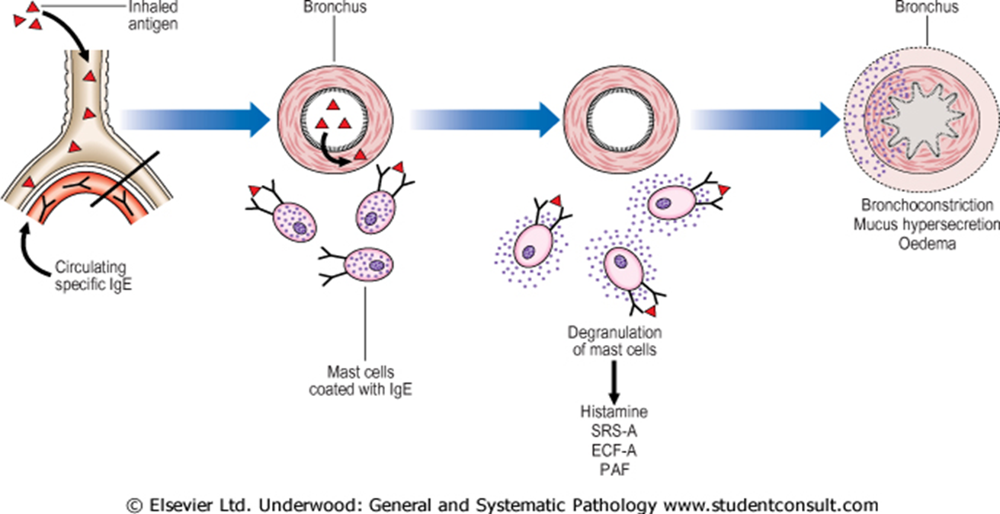 Inhaled
antigen
Bronchus
Bronchus
Circulating
specific IgE
Mast cells
coated with IgE
Degranulation
of mast cells
Histamine
SRS-A
ECF-A
PAF
Bronchoconstriction
Mucus hypersecretion
Oedema
© Elsevier Ltd. Underwood: General and Systematic Pathology www.studentconsult.com